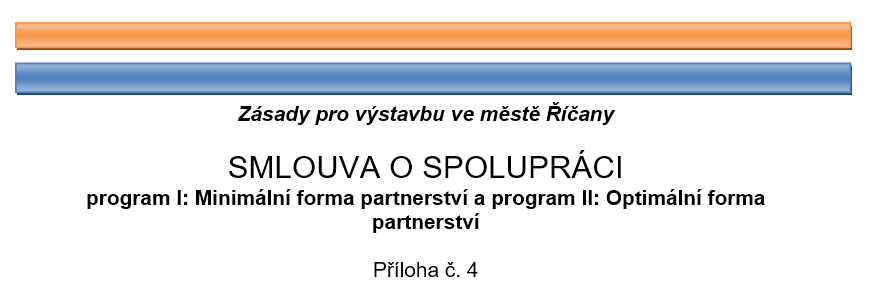 Zásady pro výstavbu ve městě Říčany
SMLOUVA O SPOLUPRÁCI
program I: Minimální forma partnerství a program II: Optimální forma
partnerství
Příloha č. 4